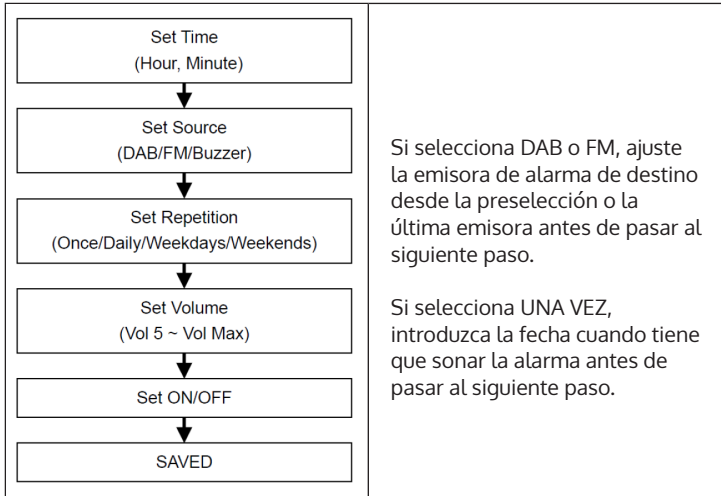 Set Time
(Hour, Minute)
Set Source
(DAB/FM/Buzzer)
Set Repetition
(Once/Daily/Weekdays/Weekends)
Set Volume
(Vol 5 ~ Vol Max)
Set ON/OFF
SAVED
Si selecciona DAB o FM, ajuste
la emisora de alarma de destino
desde la preselección o la
última emisora antes de pasar al
siguiente paso.
Si selecciona UNA VEZ,
introduzca la fecha cuando tiene
que sonar la alarma antes de
pasar al siguiente paso.